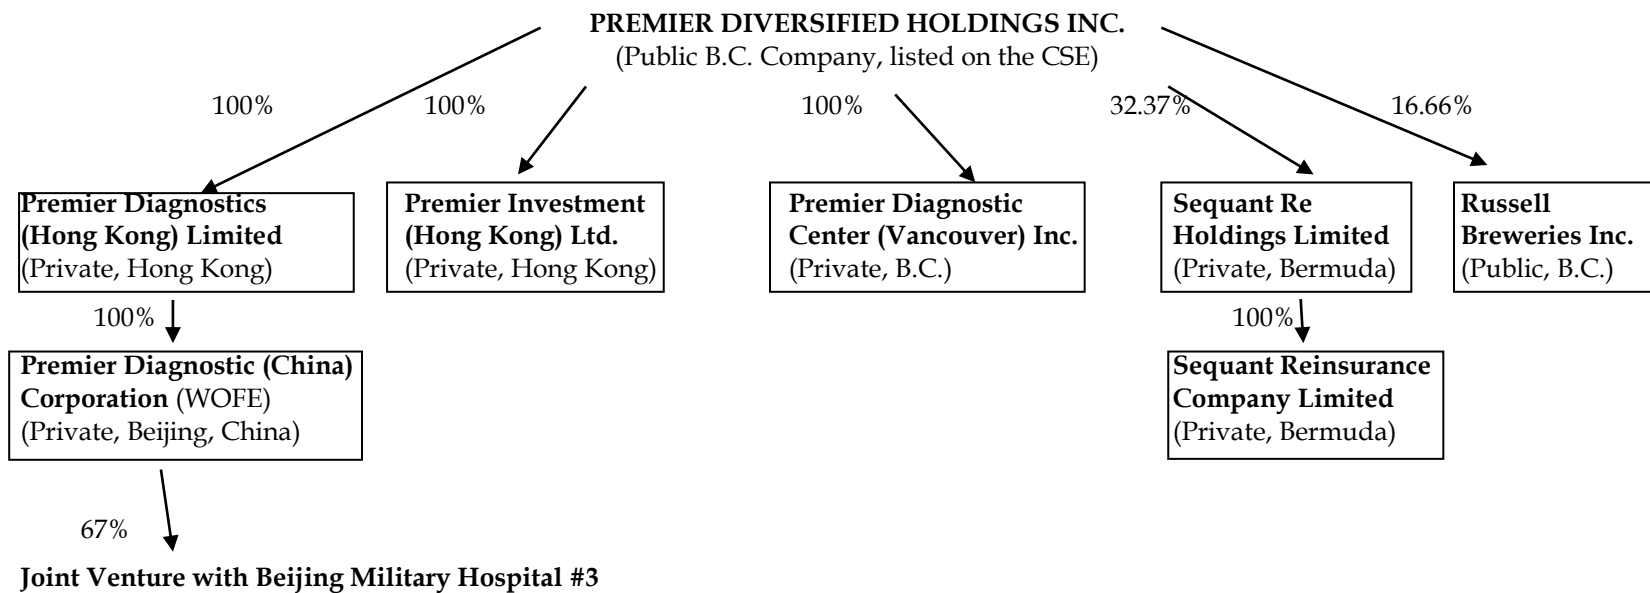 PREMIER DIVERSIFIED HOLDINGS INC.
(Public B.C. Company, listed on the CSE)
100%
100%
100%
32.37%
16.66%
Premier Diagnostics
(Hong Kong) Limited
(Private, Hong Kong)
Premier Investment
(Hong Kong) Ltd.
(Private, Hong Kong)
Premier Diagnostic
Center (Vancouver) Inc.
(Private, B.C.)
Sequant Re
Holdings Limited
(Private, Bermuda)
Russell
Breweries Inc.
(Public, B.C.)
100%
100%
Premier Diagnostic (China)
Corporation (WOFE)
(Private, Beijing, China)
Sequant Reinsurance
Company Limited
(Private, Bermuda)
67%
Joint Venture with Beijing Military Hospital #3